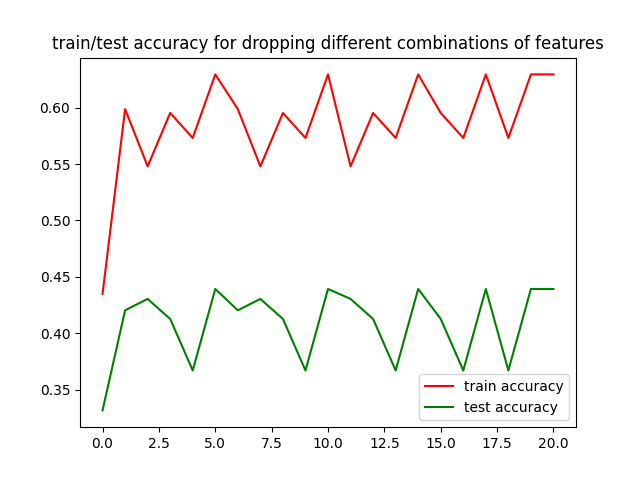 train/test accuracy for dropping different combinations of features
0.60
0.55
0.50
0.45
0.40
0.35
train accuracy
test accuracy
0.0 2.5 5.0 7.5 10.0 12.5 15.0 17.5 20.0